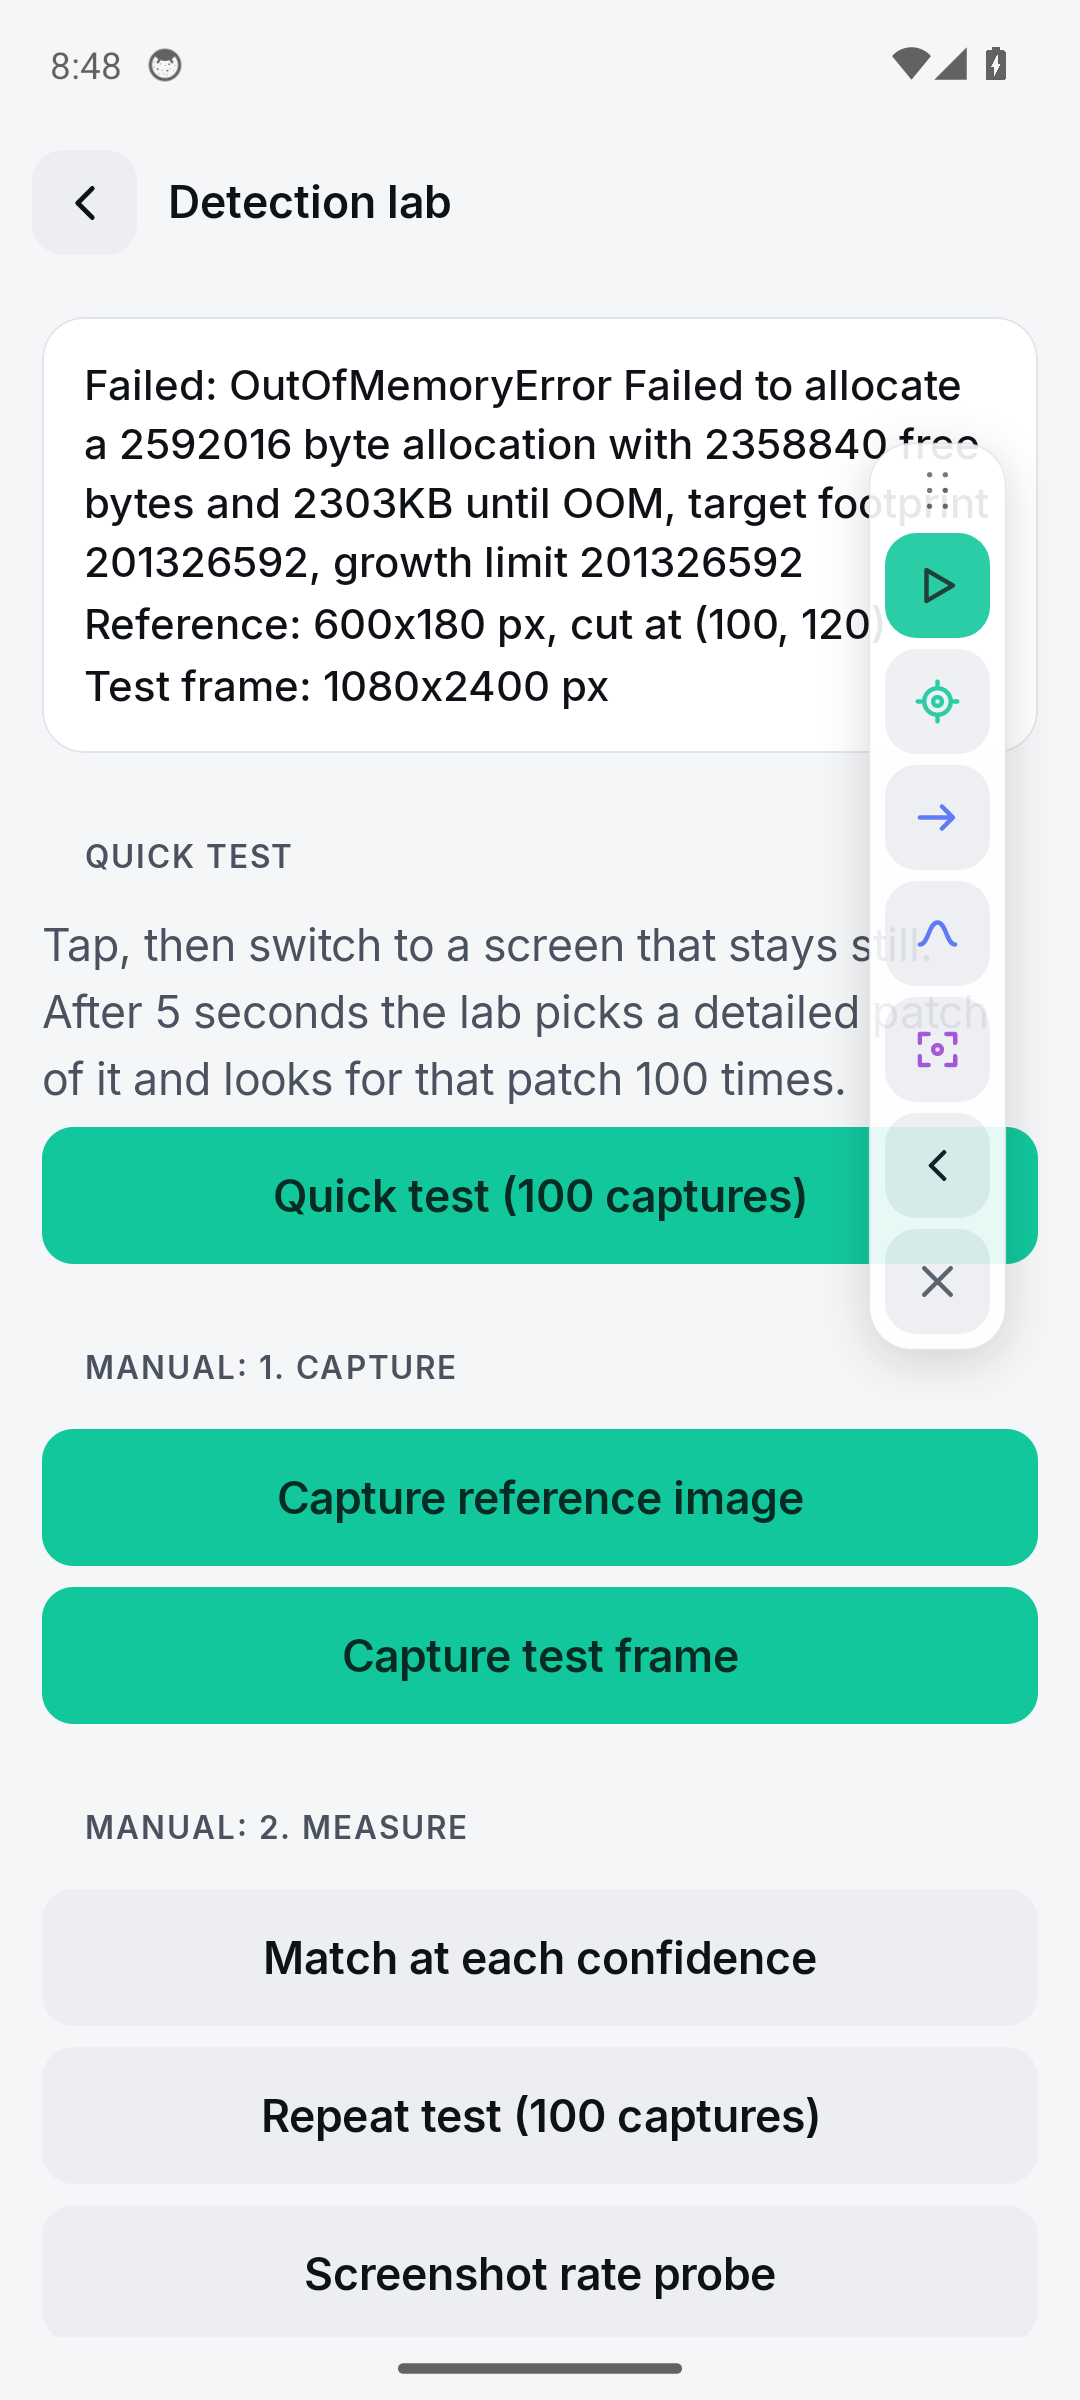 8:48
Detection lab
Failed: OutOfMemoryError Failed to allocate
a 2592016 byte allocation with 2358840 free
bytes and 2303KB until OOM, target footprint
201326592, growth limit 201326592
Reference: 600x180 px, cut at (100, 120)
Test frame: 1080x2400 px
QUICK TEST
Tap, then switch to a screen that stays still.
After 5 seconds the lab picks a detailed patch
of it and looks for that patch 100 times.
Quick test (100 captures)
MANUAL: 1. CAPTURE
Capture reference image
Capture test frame
MANUAL: 2. MEASURE
Match at each confidence
Repeat test (100 captures)
Screenshot rate probe